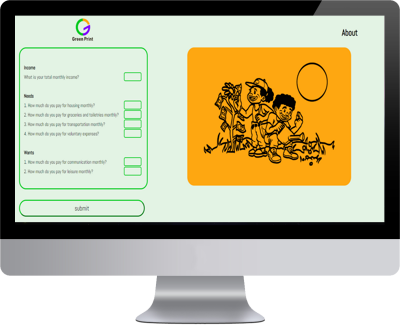 Green Print
About
Income
What is your total monthly income?
Needs
1. How much do you pay for housing monthly?
2. How much do you pay for groceries and toiletries monthly?
3. How much do you pay for transportation monthly?
4. How much do you pay for voluntary expenses?
Wants
1. How much do you pay for communication monthly?
2. How much do you pay for leisure monthly?
submit